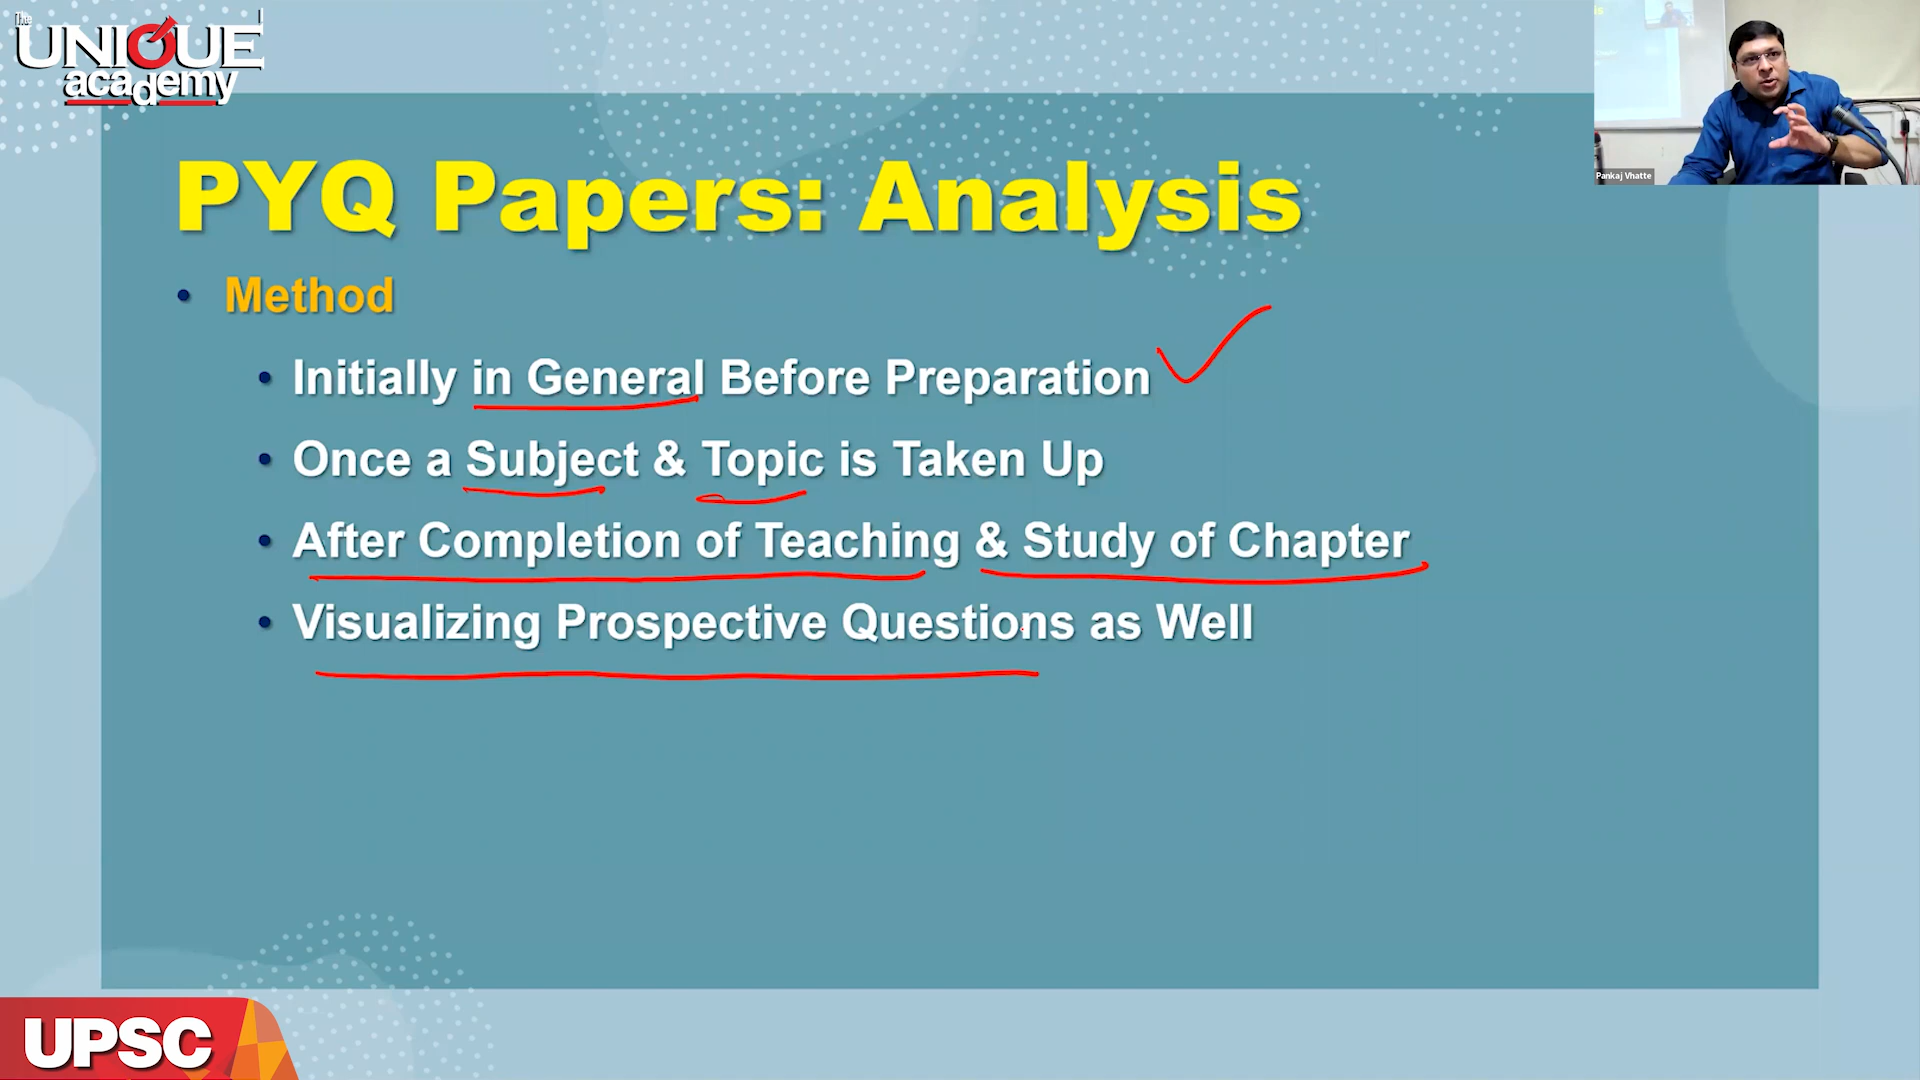 The
UNIQUE
academy
Pankaj Vhatte
PYQ Papers: Analysis
• Method
• Initially in General Before Preparation
• Once a Subject & Topic is Taken Up
• After Completion of Teaching & Study of Chapter
• Visualizing Prospective Questions as Well
UPSC